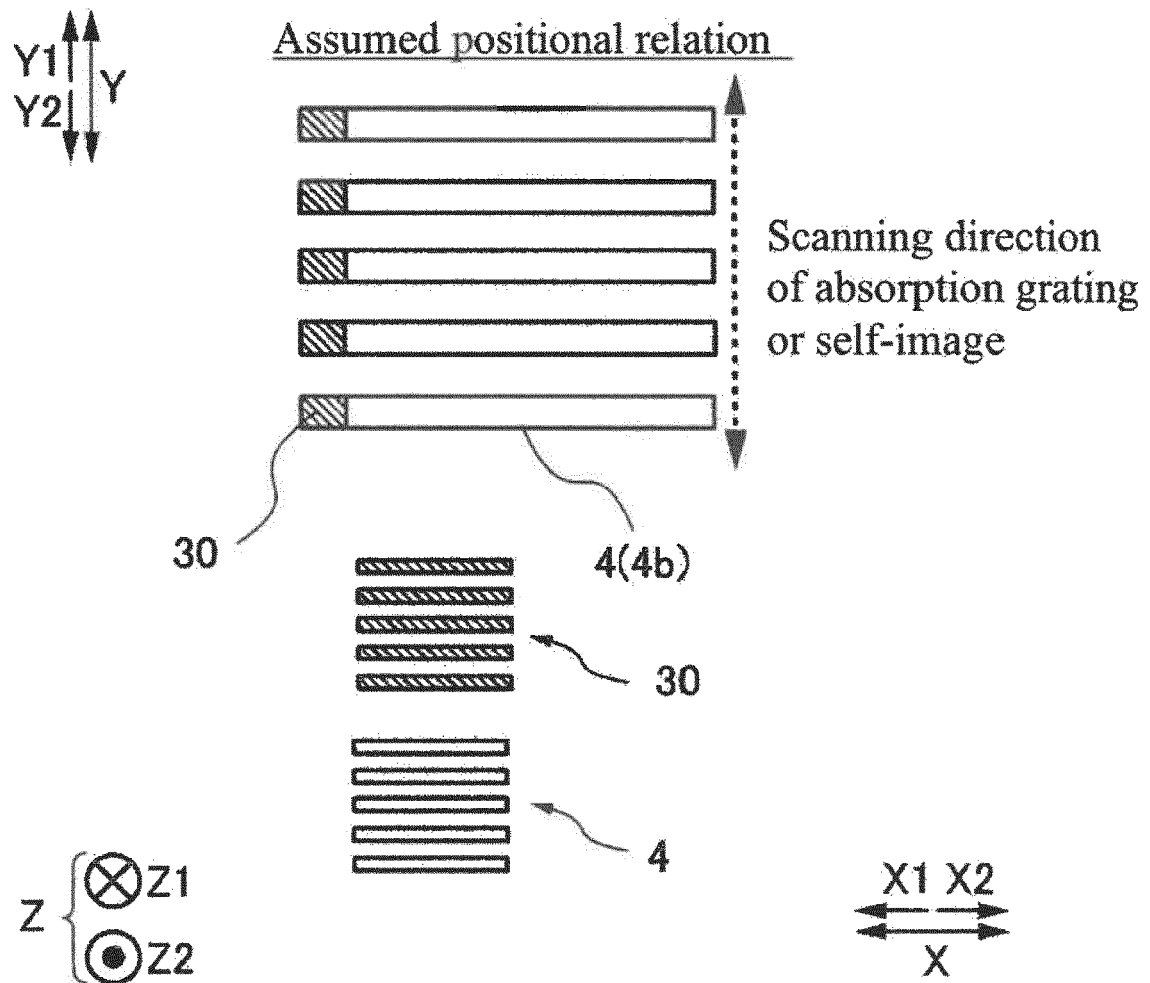 Assumed positional relation
Y1
Y
Y2
Scanning direction
of absorption grating
or self-image
30
4(4b)
30
4
Z
Z1
Z2
X1 X2
X